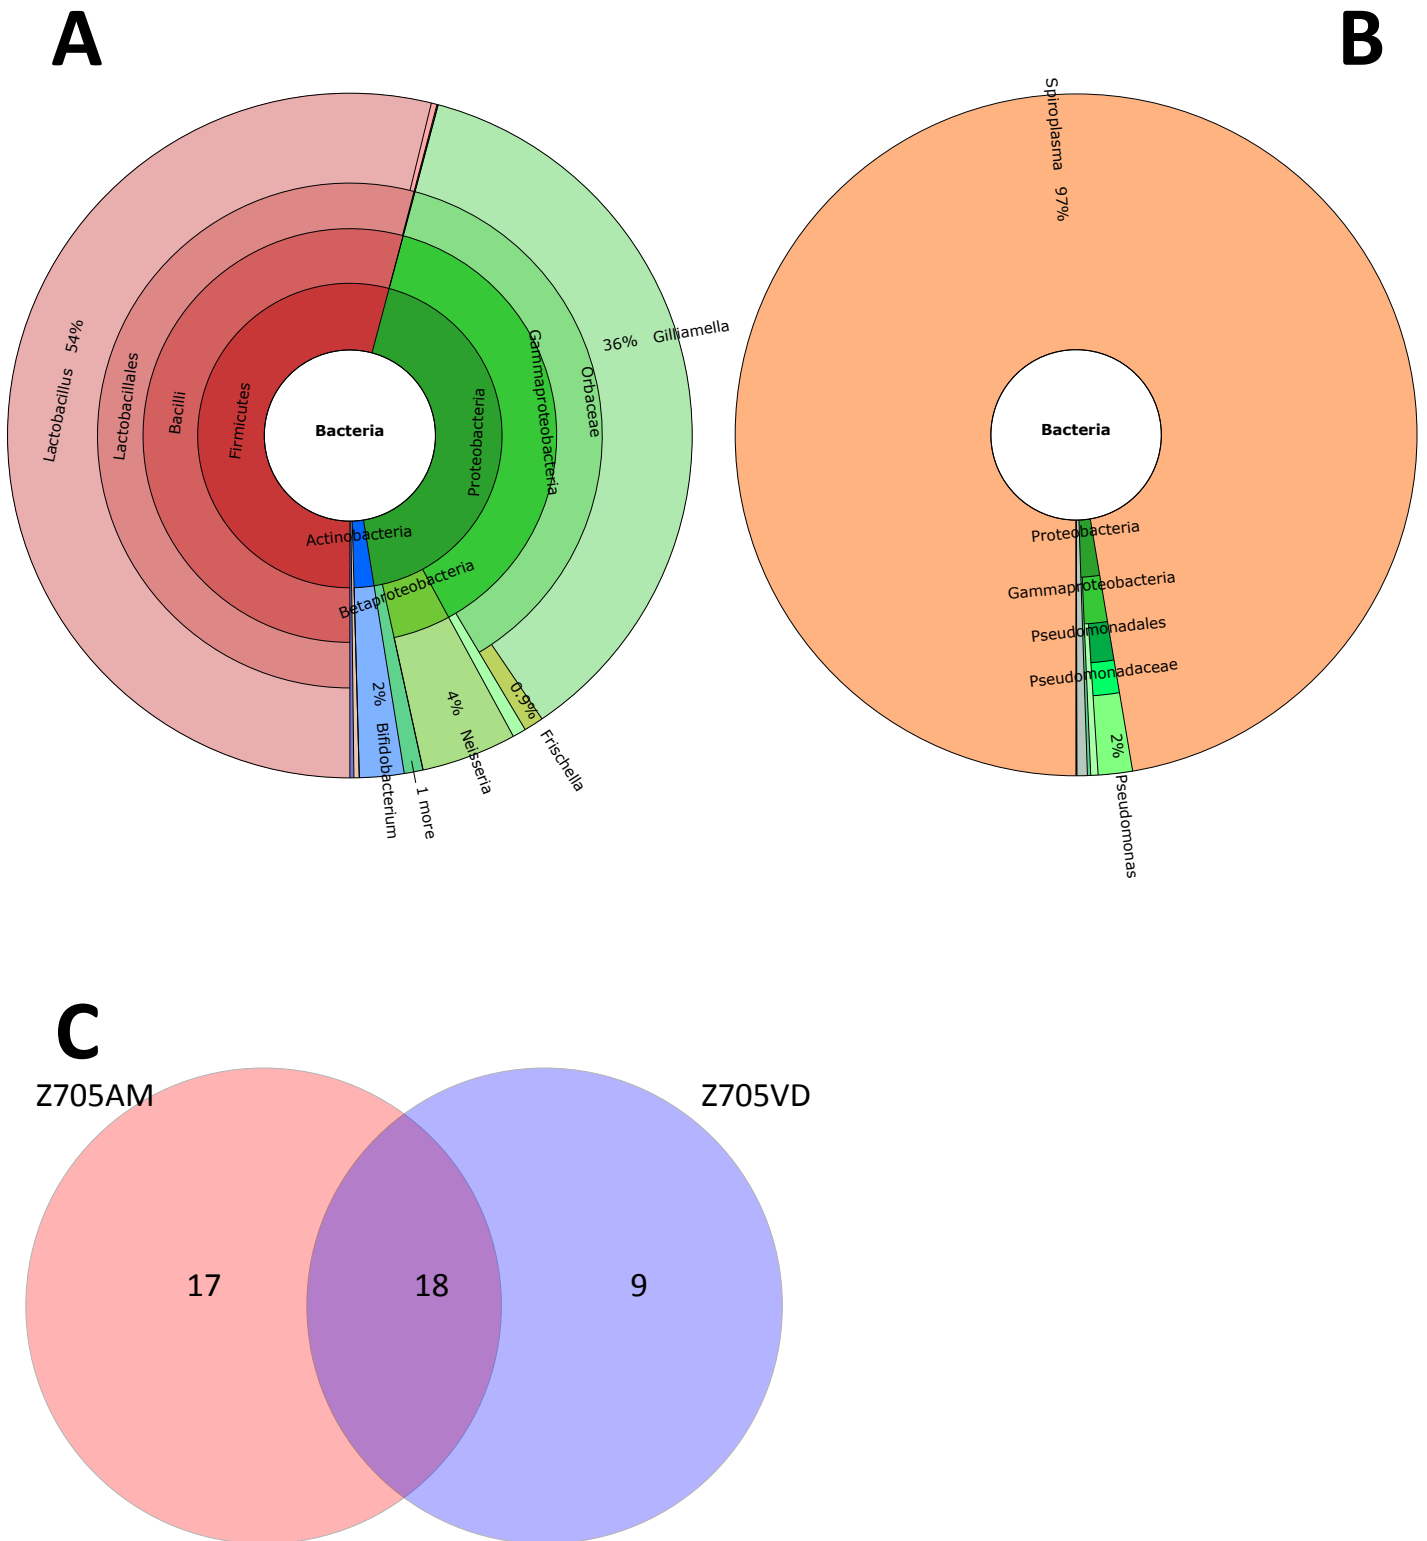 A
B
Lactobacillus 54%
Lactobacillales
Bacilli
Firmicutes
Bacteria
Proteobacteria
Gammaproteobacteria
Orbaceae
36% Gilliamella
Actinobacteria
Betaproteobacteria
2% Bifidobacterium
1 more
4% Neisseria
0.9% Frischella
Spiroplasma 97%
Bacteria
Proteobacteria
Gammaproteobacteria
Pseudomonadales
Pseudomonadaceae
2% Pseudomonas
C
Z705AM
Z705VD
17
18
9